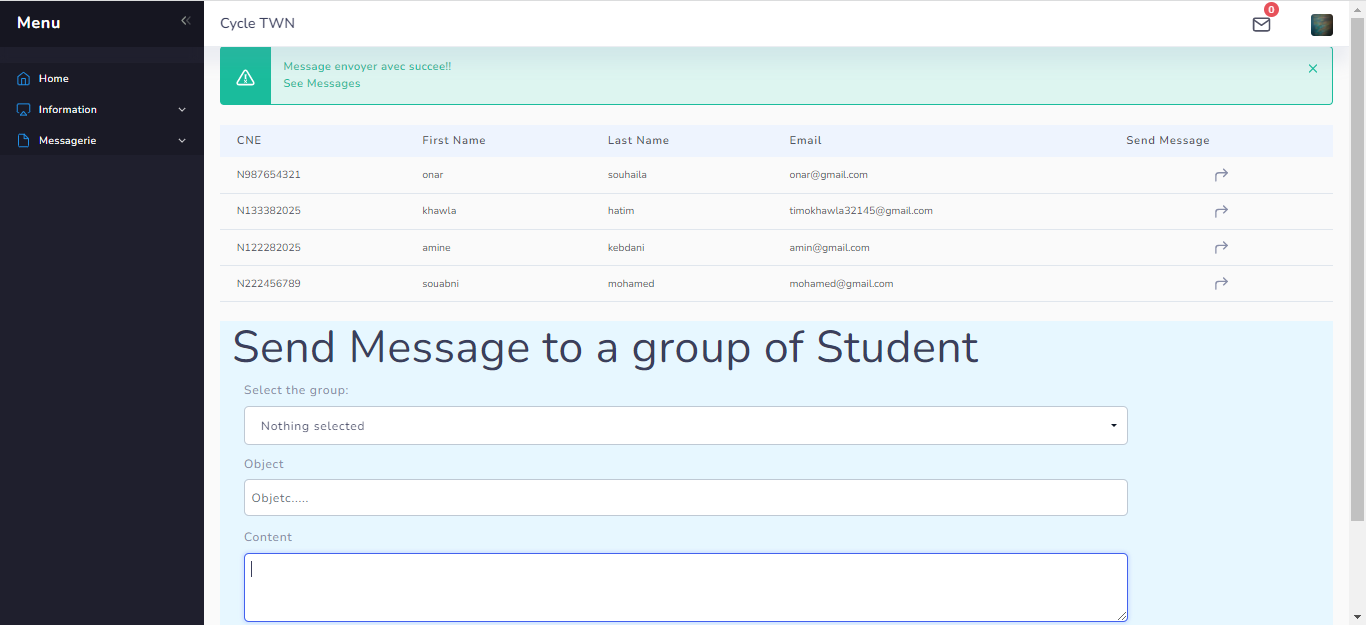 Menu
Cycle TWN
0
Home
Information
Messagerie
Message envoyer avec succee!!
See Messages
CNE First Name Last Name Email Send Message
N987654321 onar souhaila onar@gmail.com
N133382025 khawla hatim timokhawla32145@gmail.com
N122282025 amine kebdani amin@gmail.com
N222456789 souabni mohamed mohamed@gmail.com
Send Message to a group of Student
Select the group:
Nothing selected
Object
Objetc.....
Content